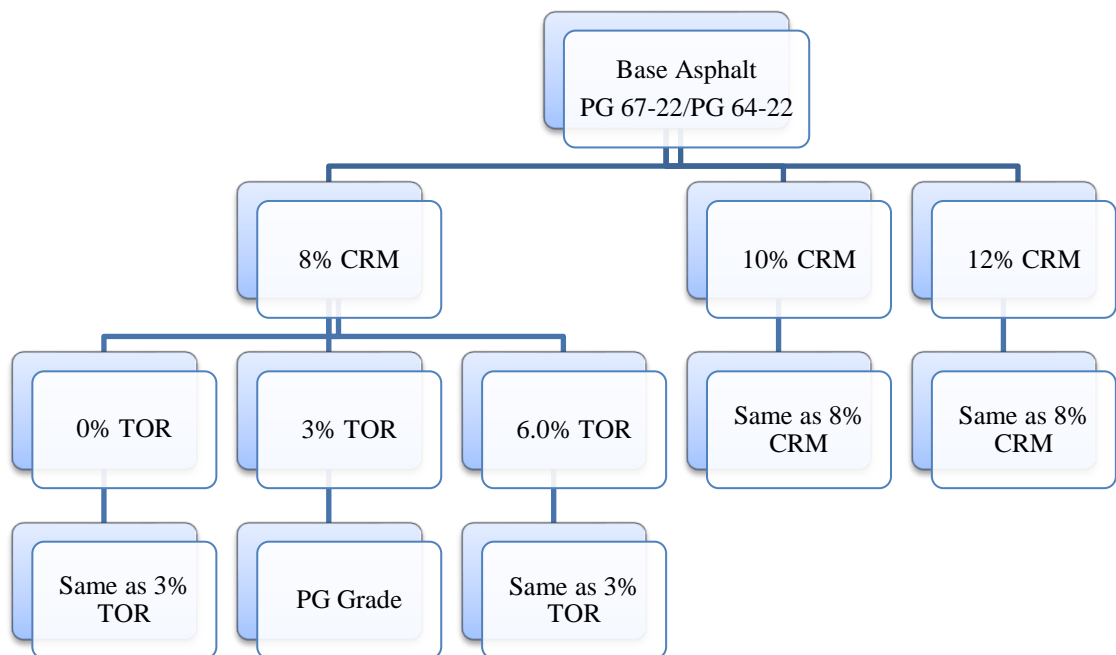 Base Asphalt
PG 67-22/PG 64-22
8% CRM
10% CRM
12% CRM
0% TOR
3% TOR
6.0% TOR
Same as 8%
CRM
Same as 8%
CRM
Same as 3%
TOR
PG Grade
Same as 3%
TOR